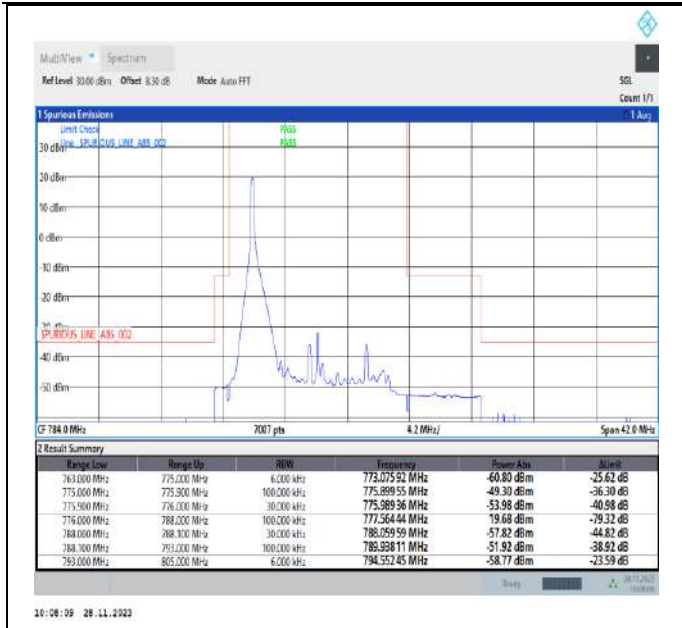 MultiView Spectrum
Ref Level 30.00 dBm Offset 8.30 dB Mode Auto FFT SGL
Count 1/1
1 Spurious Emissions 1 Avg
Limit Check PASS
Line _SPURIOUS_LINE_ABS_002 PASS
30 dBm
20 dBm
10 dBm
0 dBm
-10 dBm
-20 dBm
-30 dBm
SPURIOUS_LINE_ABS_002
-40 dBm
-50 dBm
CF 784.0 MHz 7007 pts 4.2 MHz/ Span 42.0 MHz
2 Result Summary
Range Low Range Up RBW Frequency Power Abs ΔLimit
763.000 MHz 775.000 MHz 6.000 kHz 773.07592 MHz -60.80 dBm -25.62 dB
775.000 MHz 775.900 MHz 100.000 kHz 775.89955 MHz -49.30 dBm -36.30 dB
775.900 MHz 776.000 MHz 30.000 kHz 775.98936 MHz -53.98 dBm -40.98 dB
776.000 MHz 788.000 MHz 100.000 kHz 777.56444 MHz 19.68 dBm -79.32 dB
788.000 MHz 788.100 MHz 30.000 kHz 788.05959 MHz -57.82 dBm -44.82 dB
788.100 MHz 793.000 MHz 100.000 kHz 789.93811 MHz -51.92 dBm -38.92 dB
793.000 MHz 805.000 MHz 6.000 kHz 794.55245 MHz -58.77 dBm -23.59 dB
Ready 28.11.2023
10:08:09 28.11.2023